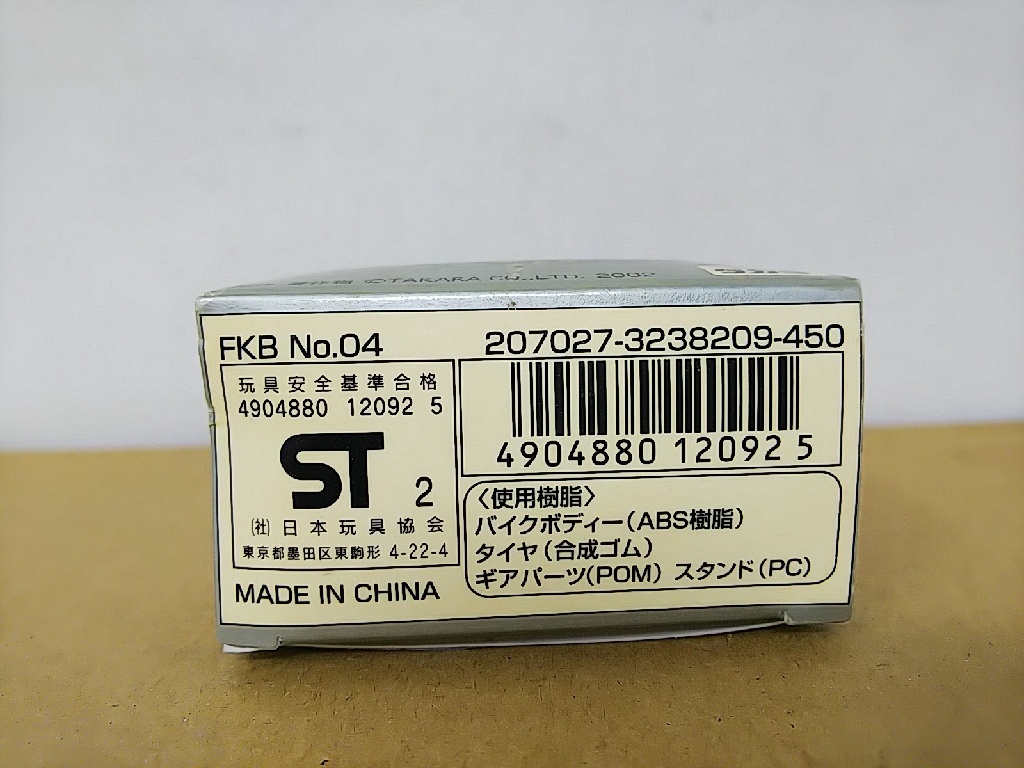 ©TAKARA CO.,LTD. 2002
FKB No.04
207027-3238209-450
玩具安全基準合格
4904880 12092 5
ST 2
(社)日本玩具協会
東京都墨田区東駒形 4-22-4
MADE IN CHINA
4904880 12092 5
〈使用樹脂〉
バイクボディー(ABS樹脂)
タイヤ(合成ゴム)
ギアパーツ(POM) スタンド(PC)